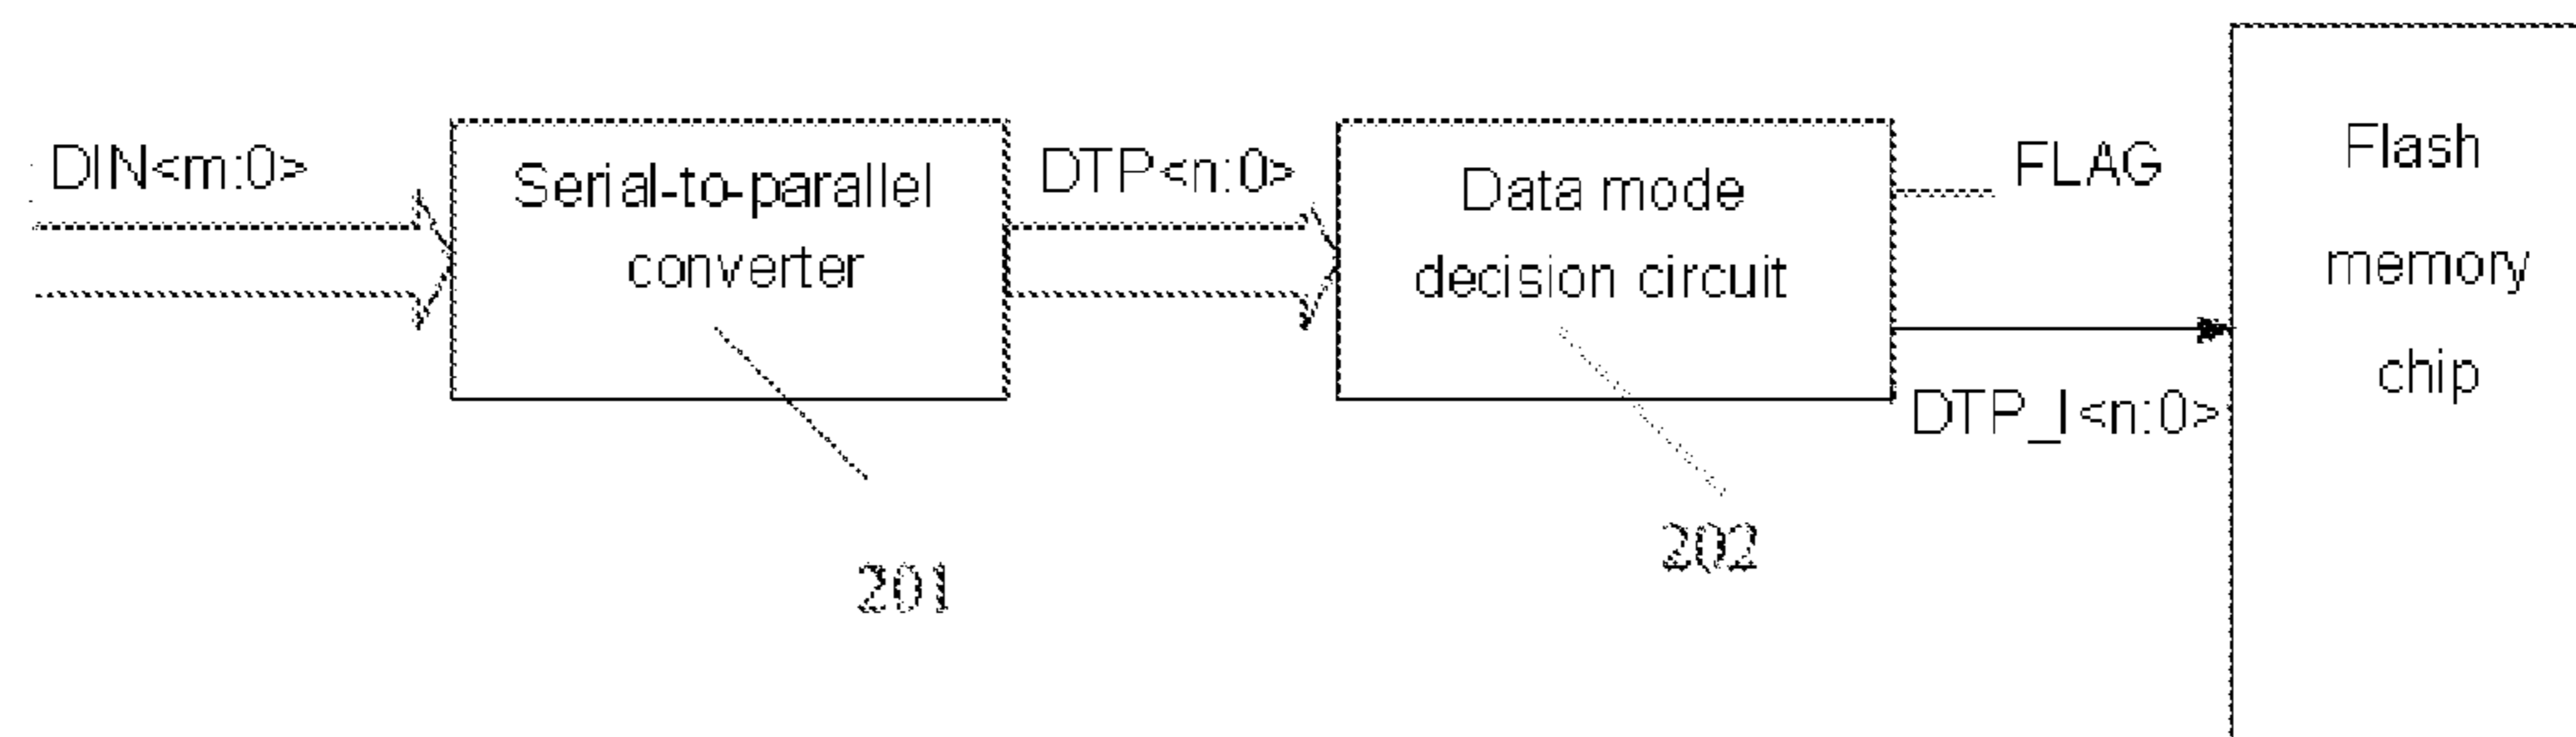 DIN<m:0>
Serial-to-parallel
converter
DTP<n:0>
Data mode
decision circuit
FLAG
DTP_I<n:0>
Flash
memory
chip
201
202